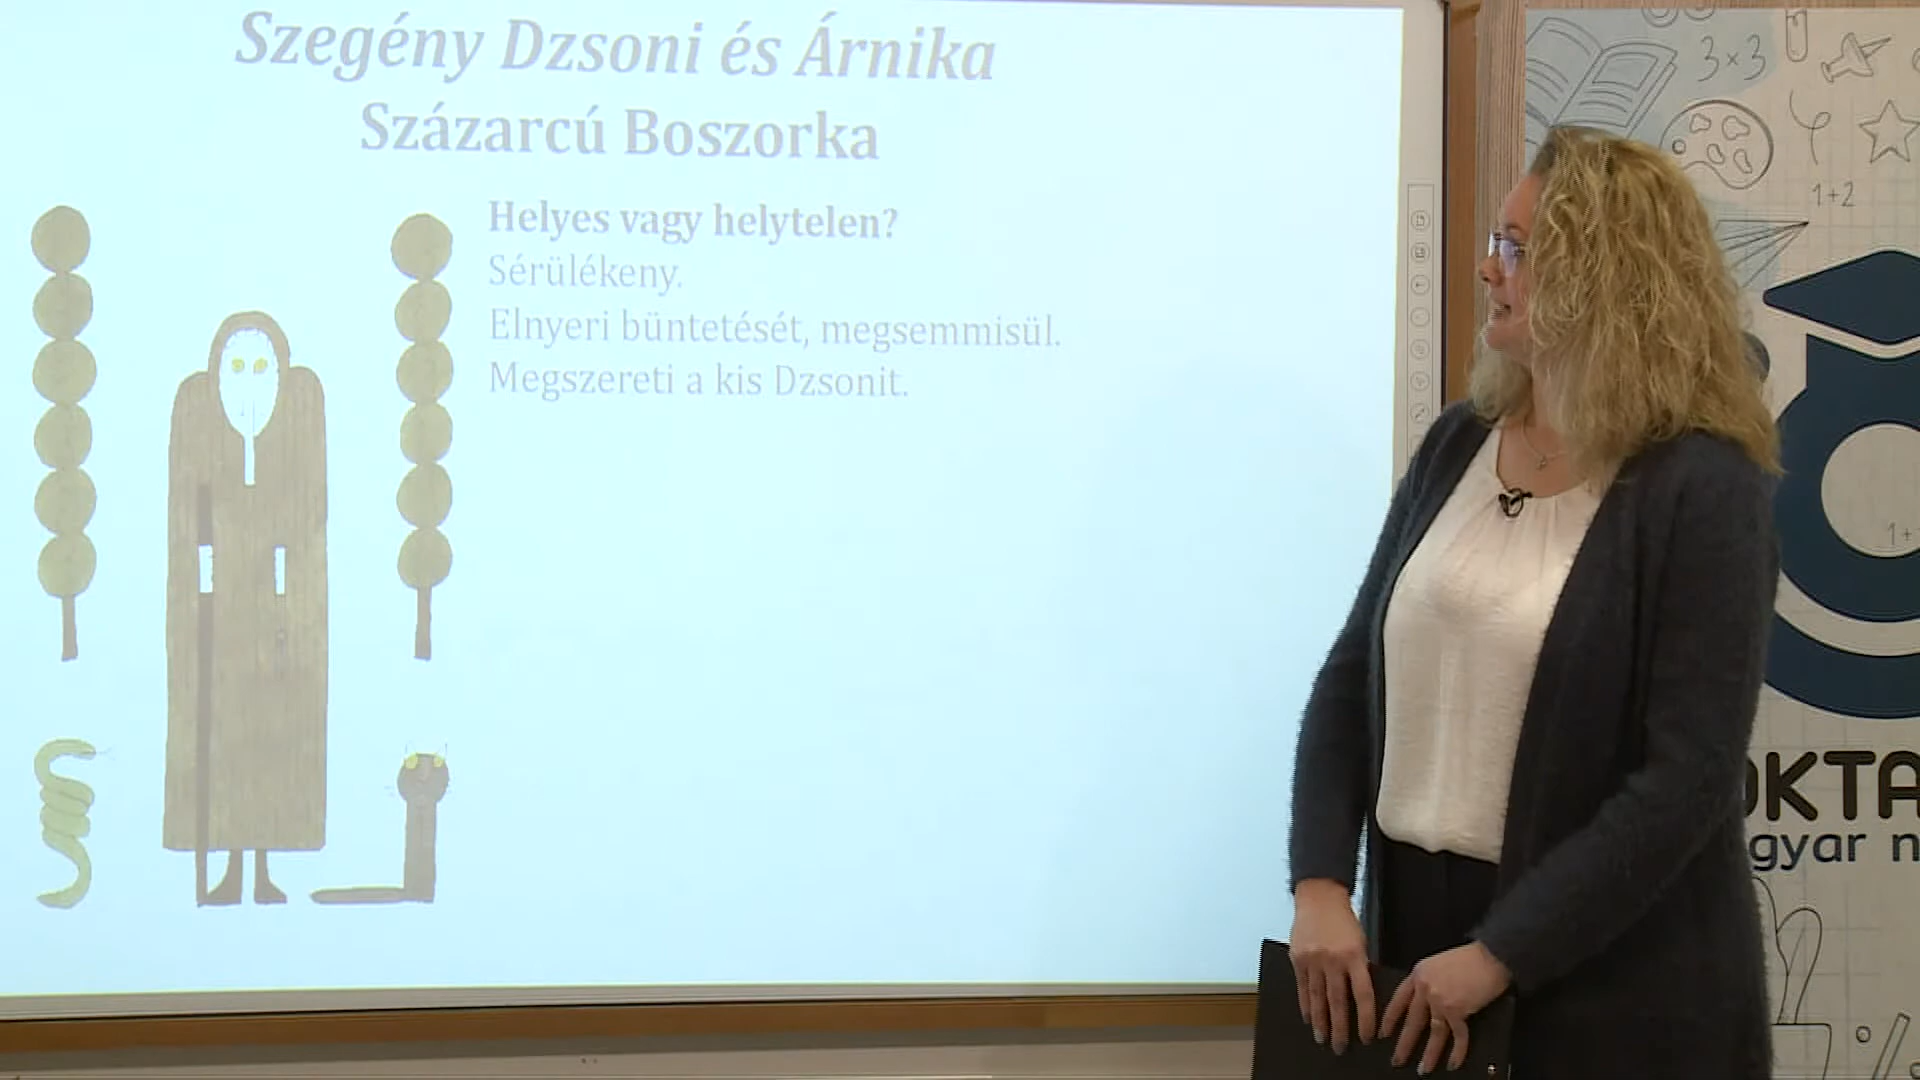 Szegény Dzsoni és Árnika
Százarcú Boszorka
Helyes vagy helytelen?
Sérülékeny.
Elnyeri büntetését, megsemmisül.
Megszereti a kis Dzsonit.
3×3
1+2
1+
OKTA
gyar n